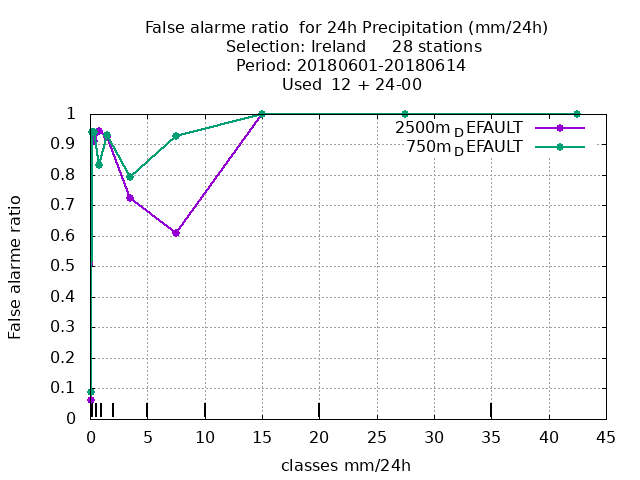 False alarme ratio  for 24h Precipitation (mm/24h)
Selection: Ireland     28 stations
Period: 20180601-20180614
Used  12 + 24-00
2500m_DEFAULT
750m_DEFAULT
False alarme ratio
1
0.9
0.8
0.7
0.6
0.5
0.4
0.3
0.2
0.1
0
0 5 10 15 20 25 30 35 40 45
classes mm/24h